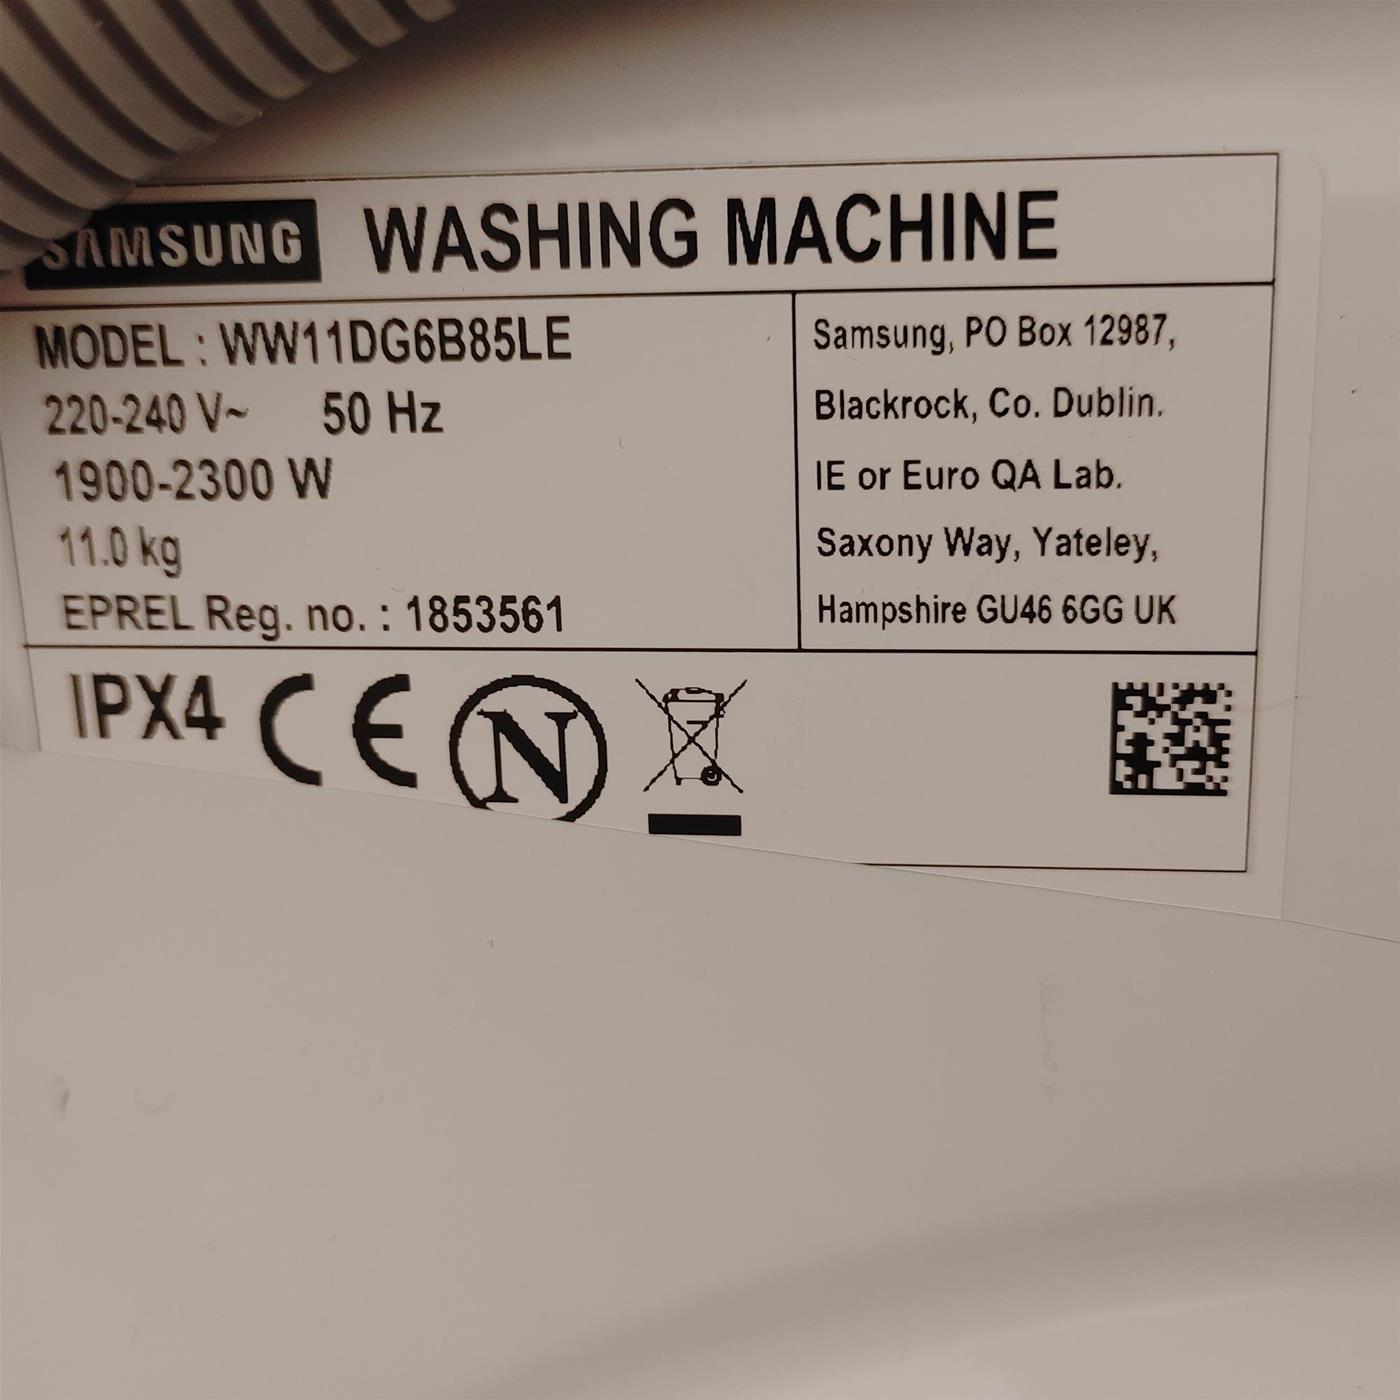 SAMSUNG WASHING MACHINE
MODEL : WW11DG6B85LE
220-240 V~ 50 Hz
1900-2300 W
11.0 kg
EPREL Reg. no. : 1853561
Samsung, PO Box 12987,
Blackrock, Co. Dublin.
IE or Euro QA Lab.
Saxony Way, Yateley,
Hampshire GU46 6GG UK
IPX4 CE N